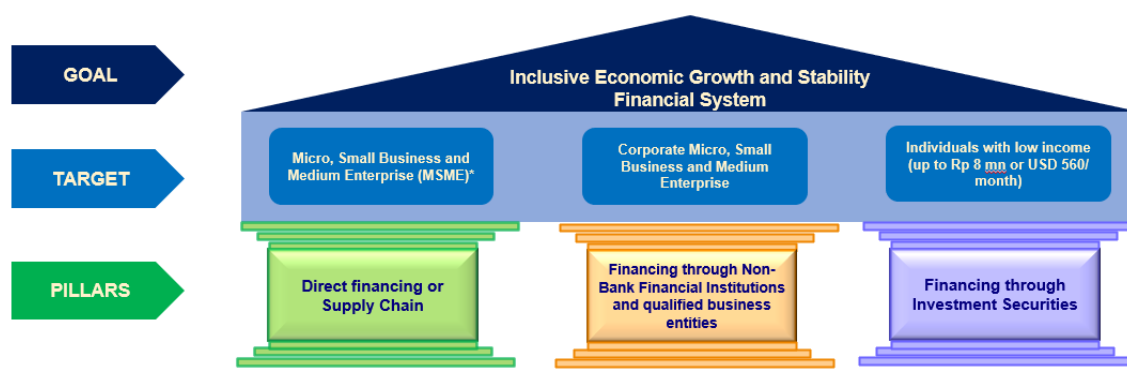 GOAL
Inclusive Economic Growth and Stability
Financial System
TARGET
Micro, Small Business and
Medium Enterprise (MSME)*
Corporate Micro, Small
Business and Medium
Enterprise
Individuals with low income
(up to Rp 8 mn or USD 560/
month)
PILLARS
Direct financing or
Supply Chain
Financing through Non-
Bank Financial Institutions
and qualified business
entities
Financing through
Investment Securities